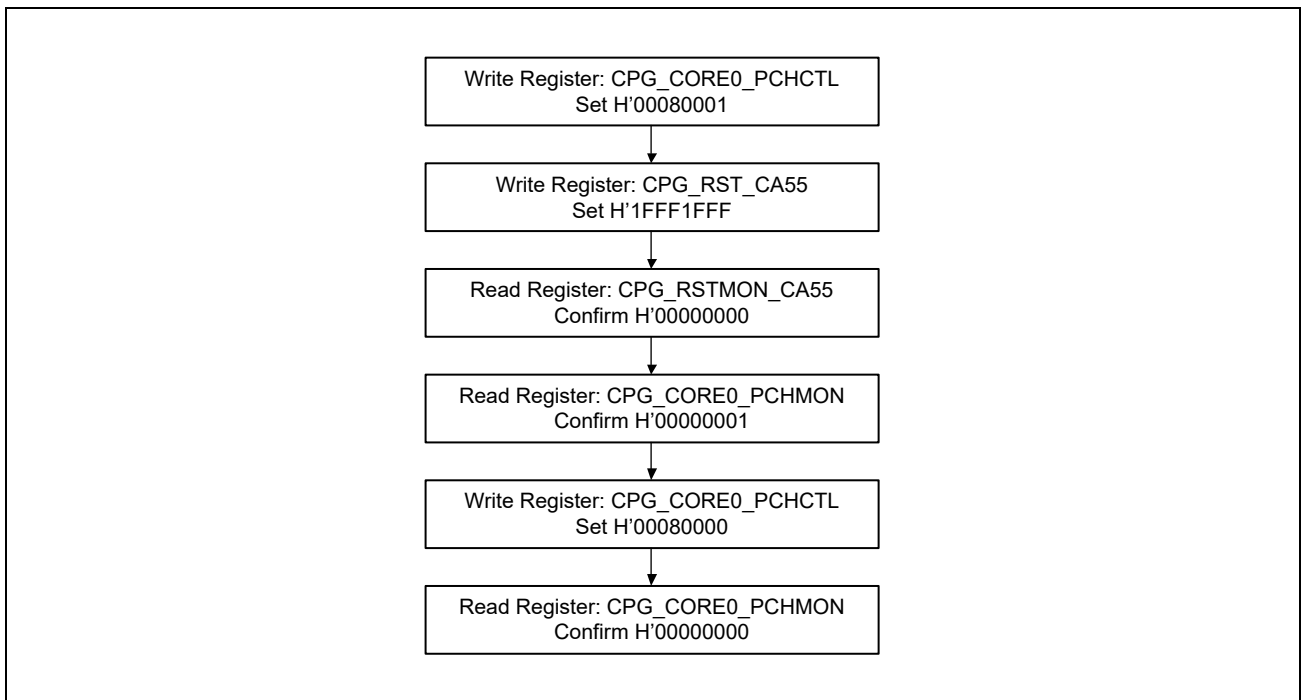 Write Register: CPG_CORE0_PCHCTL
Set H’00080001
Write Register: CPG_RST_CA55
Set H’1FFF1FFF
Read Register: CPG_RSTMON_CA55
Confirm H’00000000
Read Register: CPG_CORE0_PCHMON
Confirm H’00000001
Write Register: CPG_CORE0_PCHCTL
Set H’00080000
Read Register: CPG_CORE0_PCHMON
Confirm H’00000000